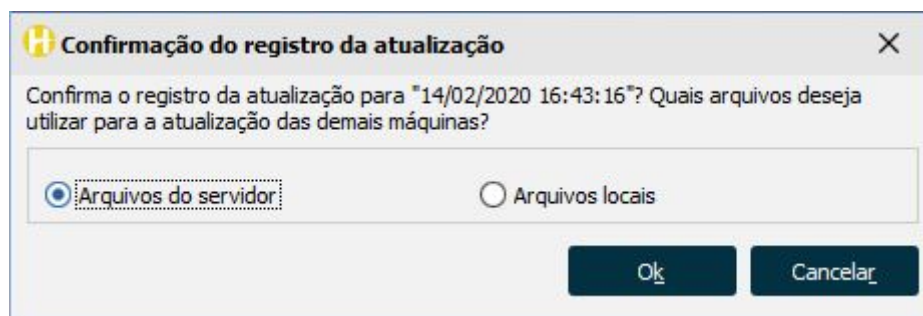 H Confirmação do registro da atualização
Confirma o registro da atualização para "14/02/2020 16:43:16"? Quais arquivos deseja
utilizar para a atualização das demais máquinas?
Arquivos do servidor Arquivos locais
Ok Cancelar